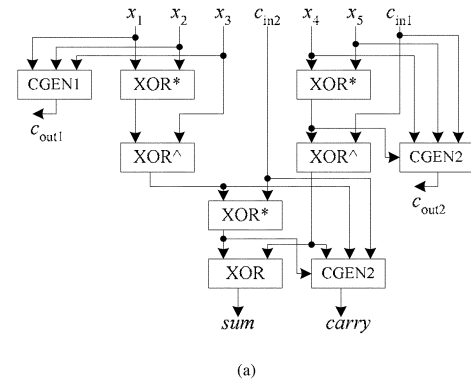 x1 x2 x3 cin2 x4 x5 cin1
CGEN1 XOR* XOR*
cout1 XOR^ XOR^ CGEN2
cout2
XOR*
XOR CGEN2
sum carry
(a)